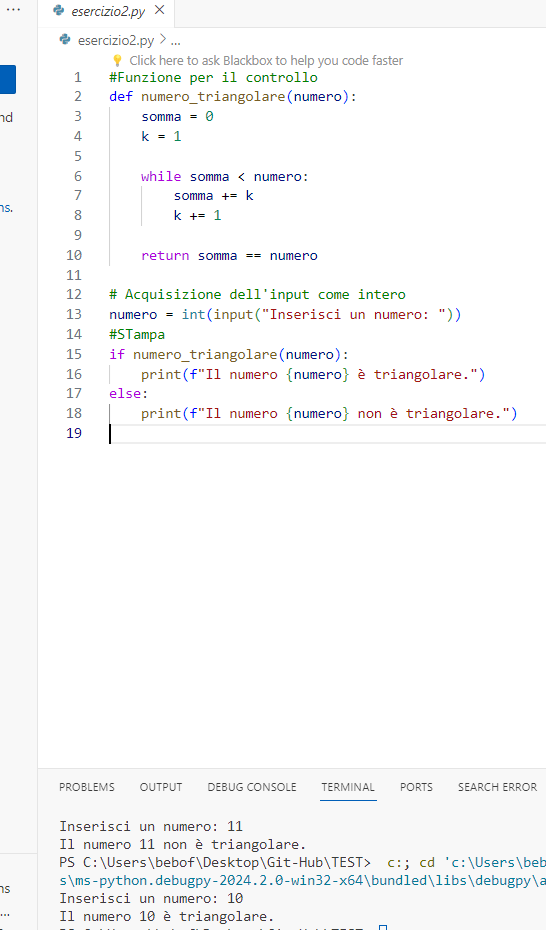 ...
esercizio2.py ×
esercizio2.py > ...
Click here to ask Blackbox to help you code faster
1 #Funzione per il controllo
2 def numero_triangolare(numero):
3 somma = 0
4 k = 1
5
6 while somma < numero:
7 somma += k
8 k += 1
9
10 return somma == numero
11
12 # Acquisizione dell'input come intero
13 numero = int(input("Inserisci un numero: "))
14 #STampa
15 if numero_triangolare(numero):
16 print(f"Il numero {numero} è triangolare.")
17 else:
18 print(f"Il numero {numero} non è triangolare.")
19
nd
ns.
ns
...
PROBLEMS OUTPUT DEBUG CONSOLE TERMINAL PORTS SEARCH ERROR
Inserisci un numero: 11
Il numero 11 non è triangolare.
PS C:\Users\bebof\Desktop\Git-Hub\TEST> c:; cd 'c:\Users\beb
s\ms-python.debugpy-2024.2.0-win32-x64\bundled\libs\debugpy\a
Inserisci un numero: 10
Il numero 10 è triangolare.